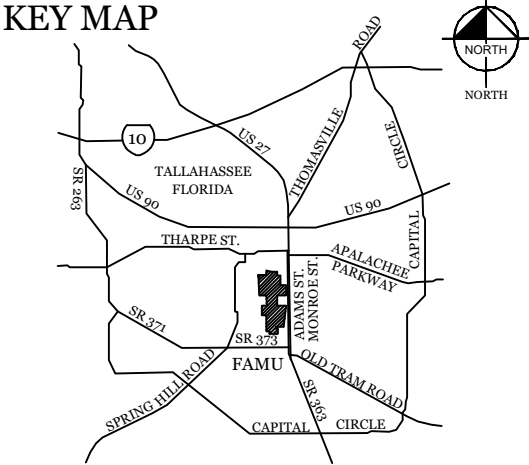 KEY MAP
ROAD
NORTH
NORTH
10
US 27
THOMASVILLE
CIRCLE
TALLAHASSEE
FLORIDA
SR 263
US 90
US 90
CAPITAL
THARPE ST.
APALACHEE
PARKWAY
ADAMS ST.
MONROE ST.
SR 371
SR 373
FAMU
OLD TRAM ROAD
SPRING HILL ROAD
SR 363
CAPITAL CIRCLE